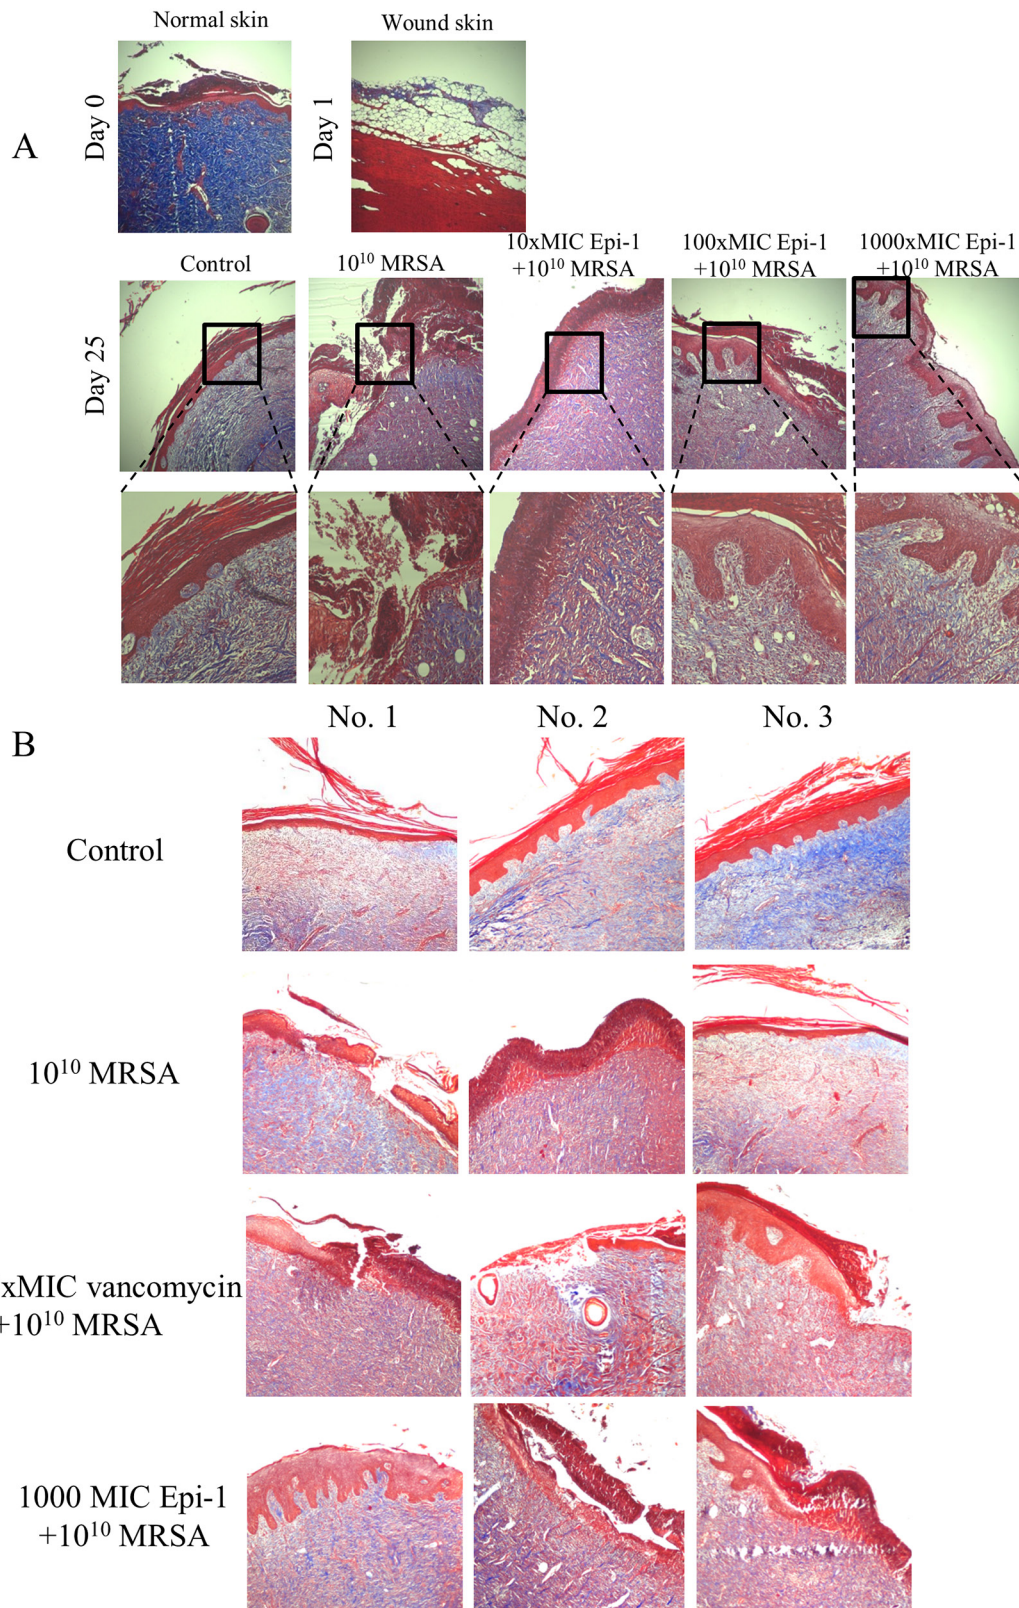 Normal skin
Wound skin
A
Day 0
Day 1
Control
10¹⁰ MRSA
10xMIC Epi-1
+10¹⁰ MRSA
100xMIC Epi-1
+10¹⁰ MRSA
1000xMIC Epi-1
+10¹⁰ MRSA
Day 25
B
No. 1
No. 2
No. 3
Control
10¹⁰ MRSA
xMIC vancomycin
+10¹⁰ MRSA
1000 MIC Epi-1
+10¹⁰ MRSA